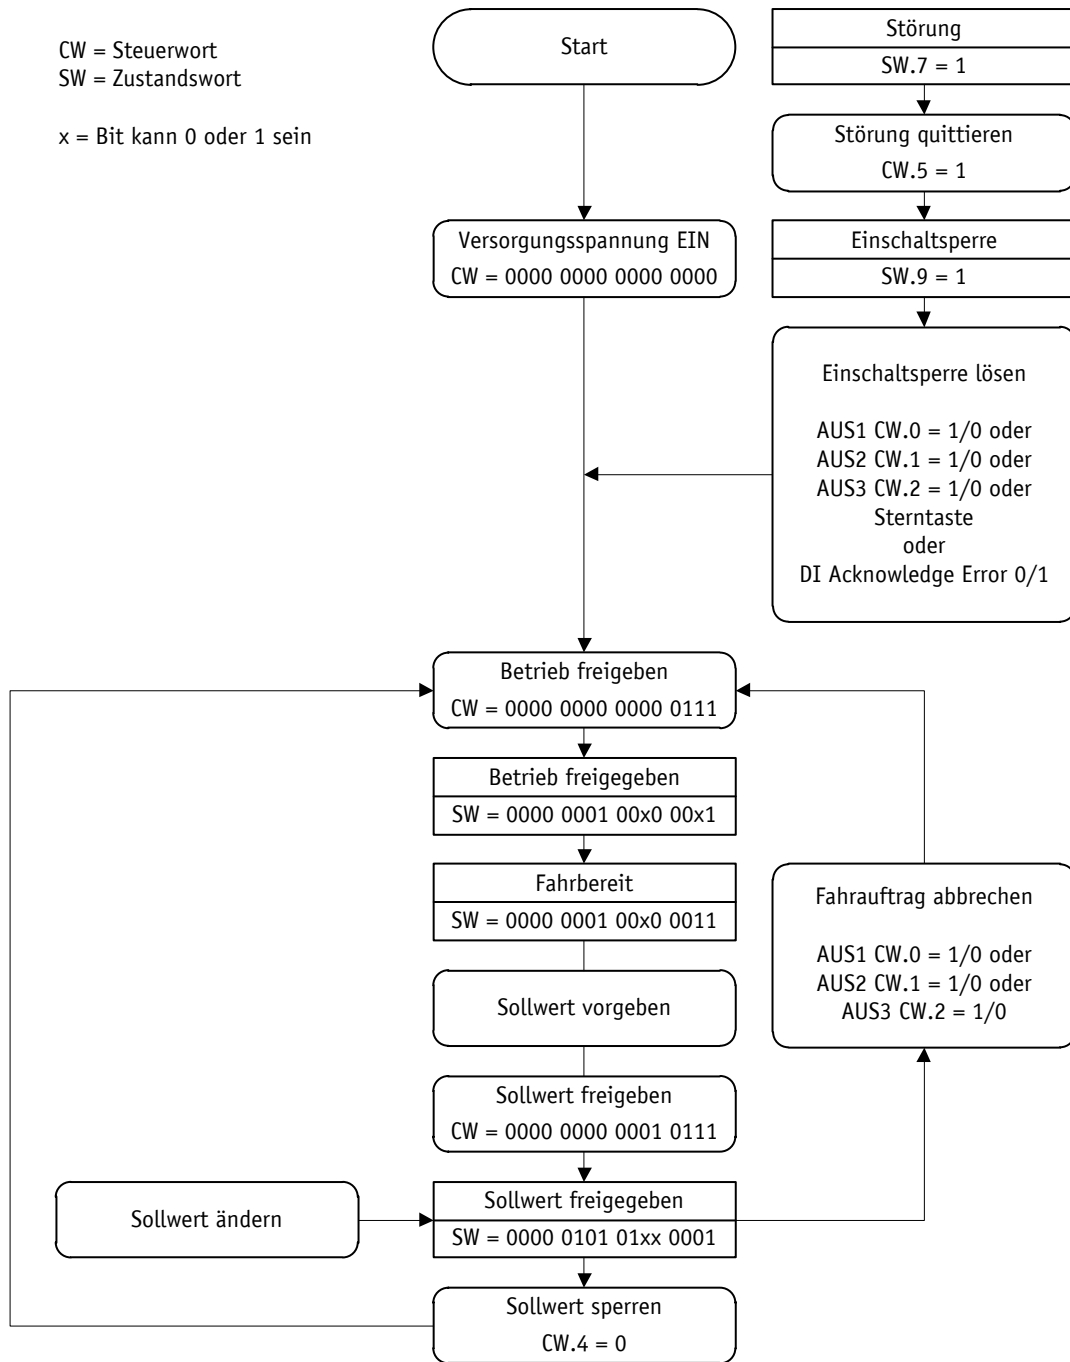 CW = Steuerwort
SW = Zustandswort
x = Bit kann 0 oder 1 sein
Start
Störung
SW.7 = 1
Störung quittieren
CW.5 = 1
Versorgungsspannung EIN
CW = 0000 0000 0000 0000
Einschaltsperre
SW.9 = 1
Einschaltsperre lösen
AUS1 CW.0 = 1/0 oder
AUS2 CW.1 = 1/0 oder
AUS3 CW.2 = 1/0 oder
Sterntaste
oder
DI Acknowledge Error 0/1
Betrieb freigeben
CW = 0000 0000 0000 0111
Betrieb freigegeben
SW = 0000 0001 00x0 00x1
Fahrbereit
SW = 0000 0001 00x0 0011
Fahrauftrag abbrechen
AUS1 CW.0 = 1/0 oder
AUS2 CW.1 = 1/0 oder
AUS3 CW.2 = 1/0
Sollwert vorgeben
Sollwert freigeben
CW = 0000 0000 0001 0111
Sollwert ändern
Sollwert freigegeben
SW = 0000 0101 01xx 0001
Sollwert sperren
CW.4 = 0